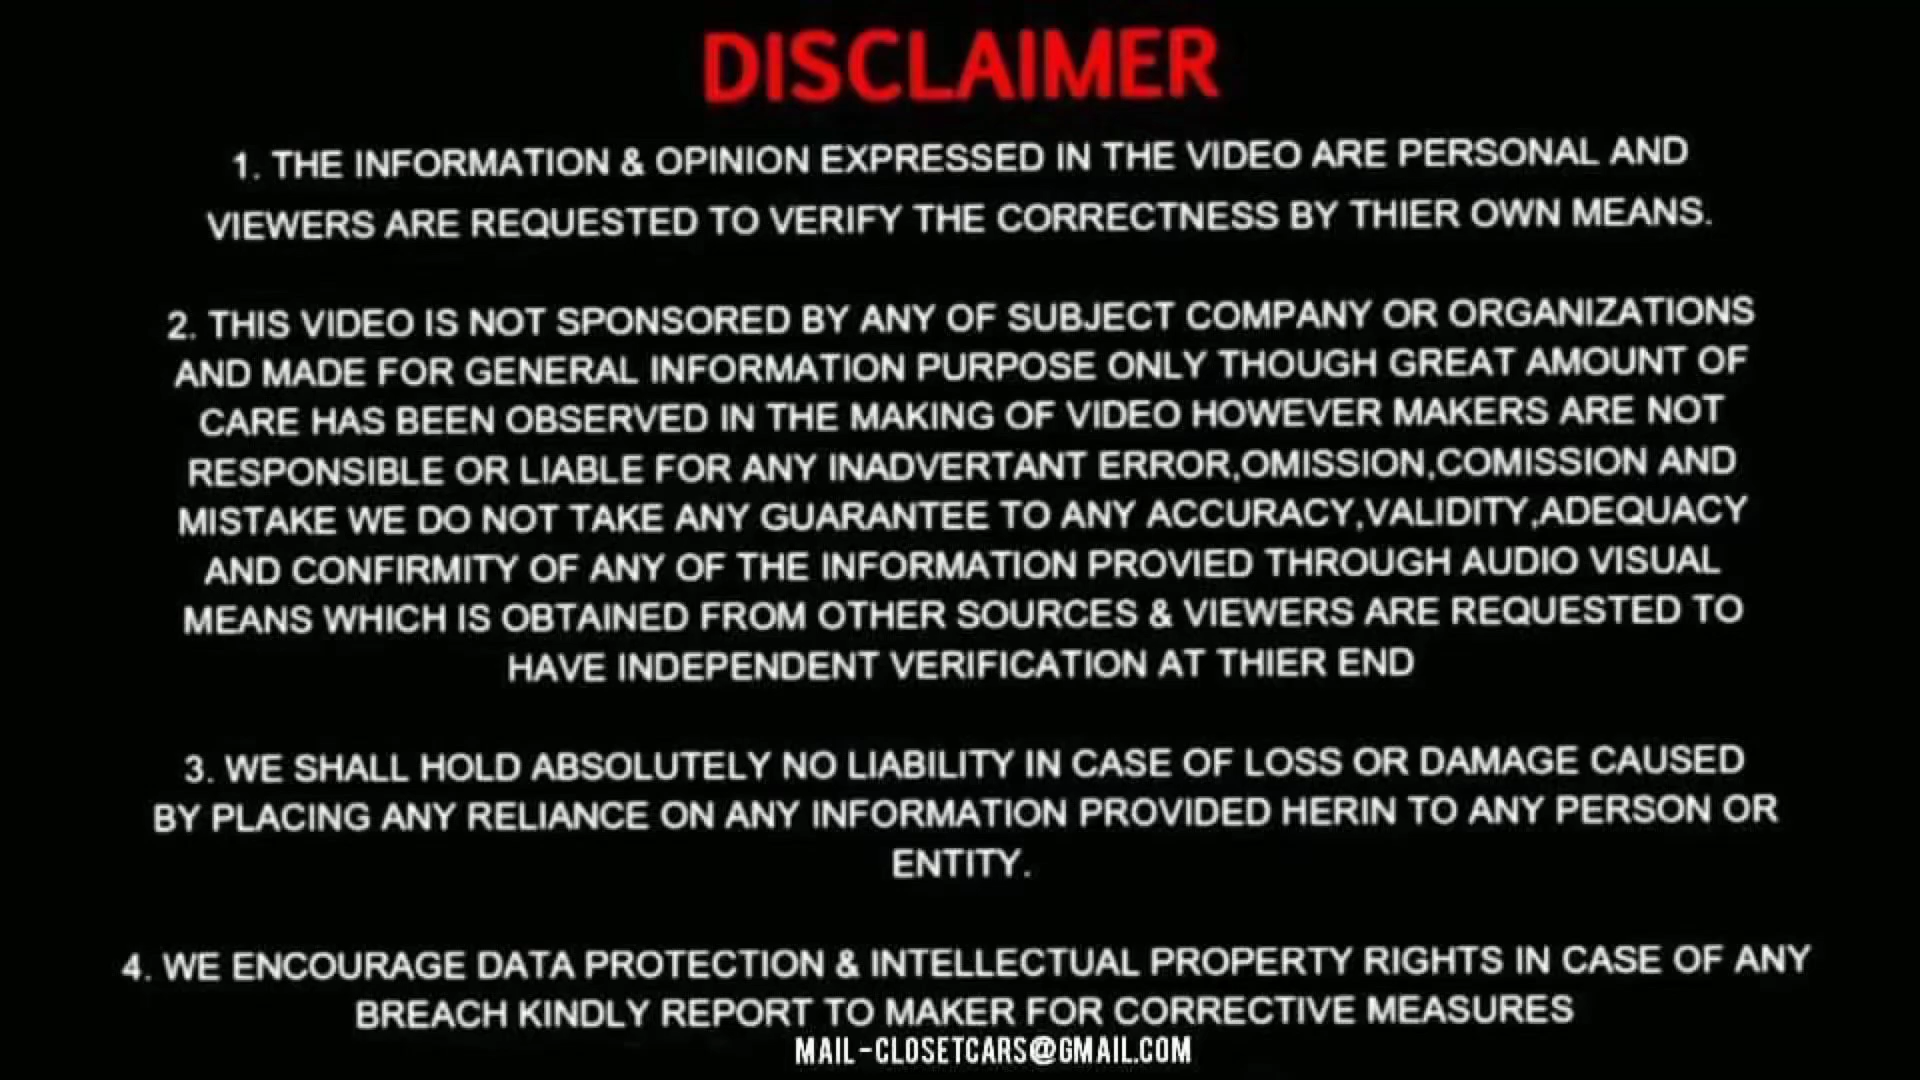 DISCLAIMER
1. THE INFORMATION & OPINION EXPRESSED IN THE VIDEO ARE PERSONAL AND
VIEWERS ARE REQUESTED TO VERIFY THE CORRECTNESS BY THIER OWN MEANS.
2. THIS VIDEO IS NOT SPONSORED BY ANY OF SUBJECT COMPANY OR ORGANIZATIONS
AND MADE FOR GENERAL INFORMATION PURPOSE ONLY THOUGH GREAT AMOUNT OF
CARE HAS BEEN OBSERVED IN THE MAKING OF VIDEO HOWEVER MAKERS ARE NOT
RESPONSIBLE OR LIABLE FOR ANY INADVERTANT ERROR,OMISSION,COMISSION AND
MISTAKE WE DO NOT TAKE ANY GUARANTEE TO ANY ACCURACY,VALIDITY,ADEQUACY
AND CONFIRMITY OF ANY OF THE INFORMATION PROVIED THROUGH AUDIO VISUAL
MEANS WHICH IS OBTAINED FROM OTHER SOURCES & VIEWERS ARE REQUESTED TO
HAVE INDEPENDENT VERIFICATION AT THIER END
3. WE SHALL HOLD ABSOLUTELY NO LIABILITY IN CASE OF LOSS OR DAMAGE CAUSED
BY PLACING ANY RELIANCE ON ANY INFORMATION PROVIDED HERIN TO ANY PERSON OR
ENTITY.
4. WE ENCOURAGE DATA PROTECTION & INTELLECTUAL PROPERTY RIGHTS IN CASE OF ANY
BREACH KINDLY REPORT TO MAKER FOR CORRECTIVE MEASURES
MAIL-CLOSETCARS@GMAIL.COM